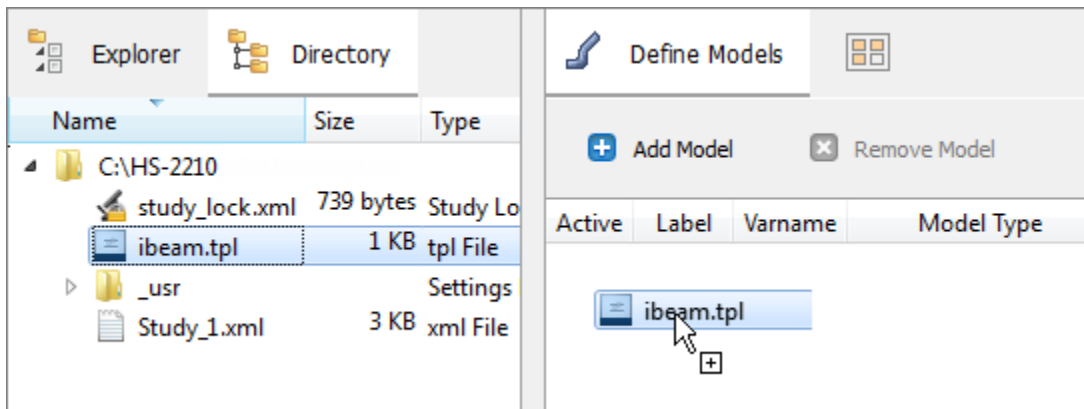 Explorer Directory
Name Size Type
C:\HS-2210
study_lock.xml 739 bytes Study Lo
ibeam.tpl 1 KB tpl File
_usr Settings
Study_1.xml 3 KB xml File
Define Models
Add Model Remove Model
Active Label Varname Model Type
ibeam.tpl